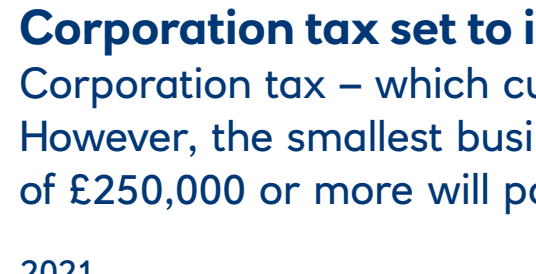 Corporation tax set to i
Corporation tax – which cu
However, the smallest busi
of £250,000 or more will pa
2021